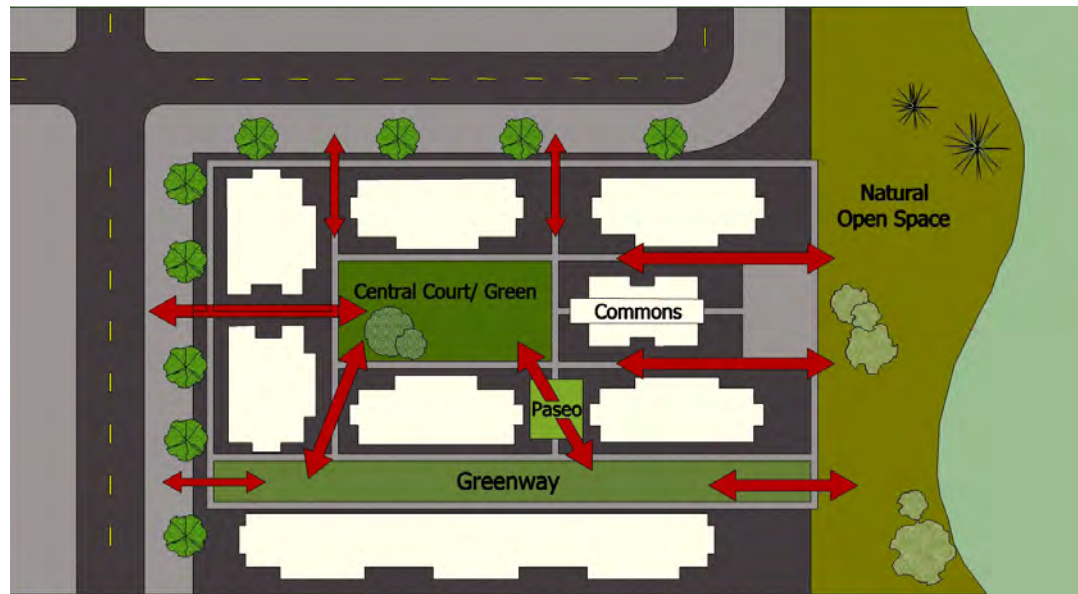 Natural
Open Space
Central Court/ Green
Commons
Paseo
Greenway